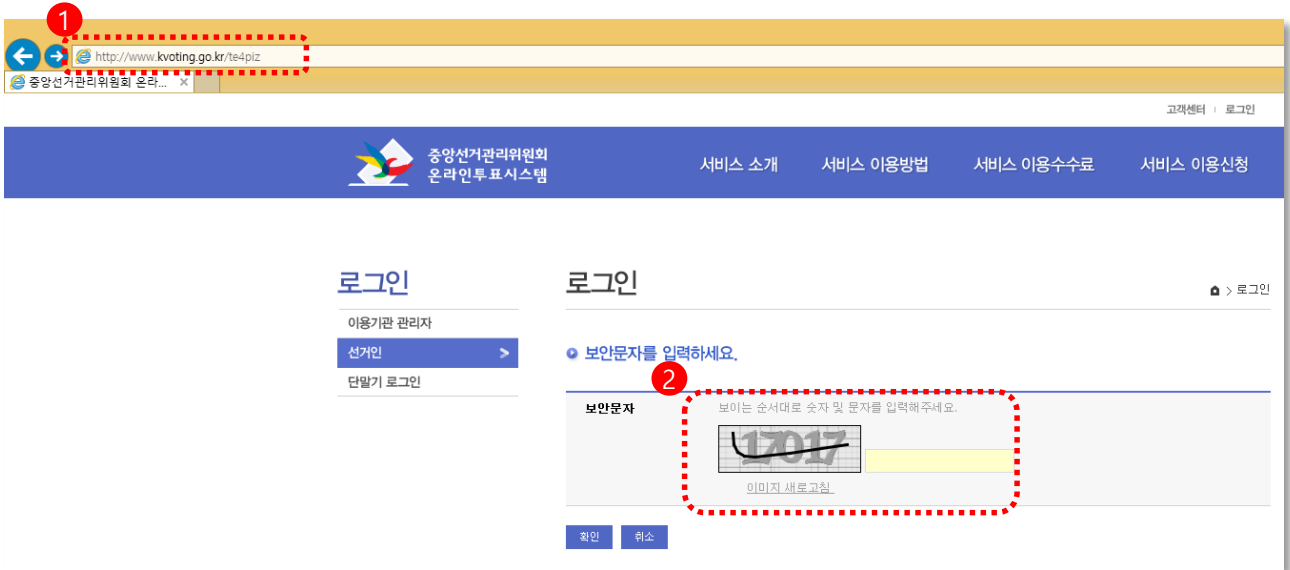 1
http://www.kvoting.go.kr/te4piz
중앙선거관리위원회 온라...
고객센터 | 로그인
중앙선거관리위원회
온라인투표시스템
서비스 소개 서비스 이용방법 서비스 이용수수료 서비스 이용신청
로그인
이용기관 관리자
선거인 >
단말기 로그인
로그인
> 로그인
보안문자를 입력하세요.
2
보안문자
보이는 순서대로 숫자 및 문자를 입력해주세요.
17017
이미지 새로고침
확인 취소